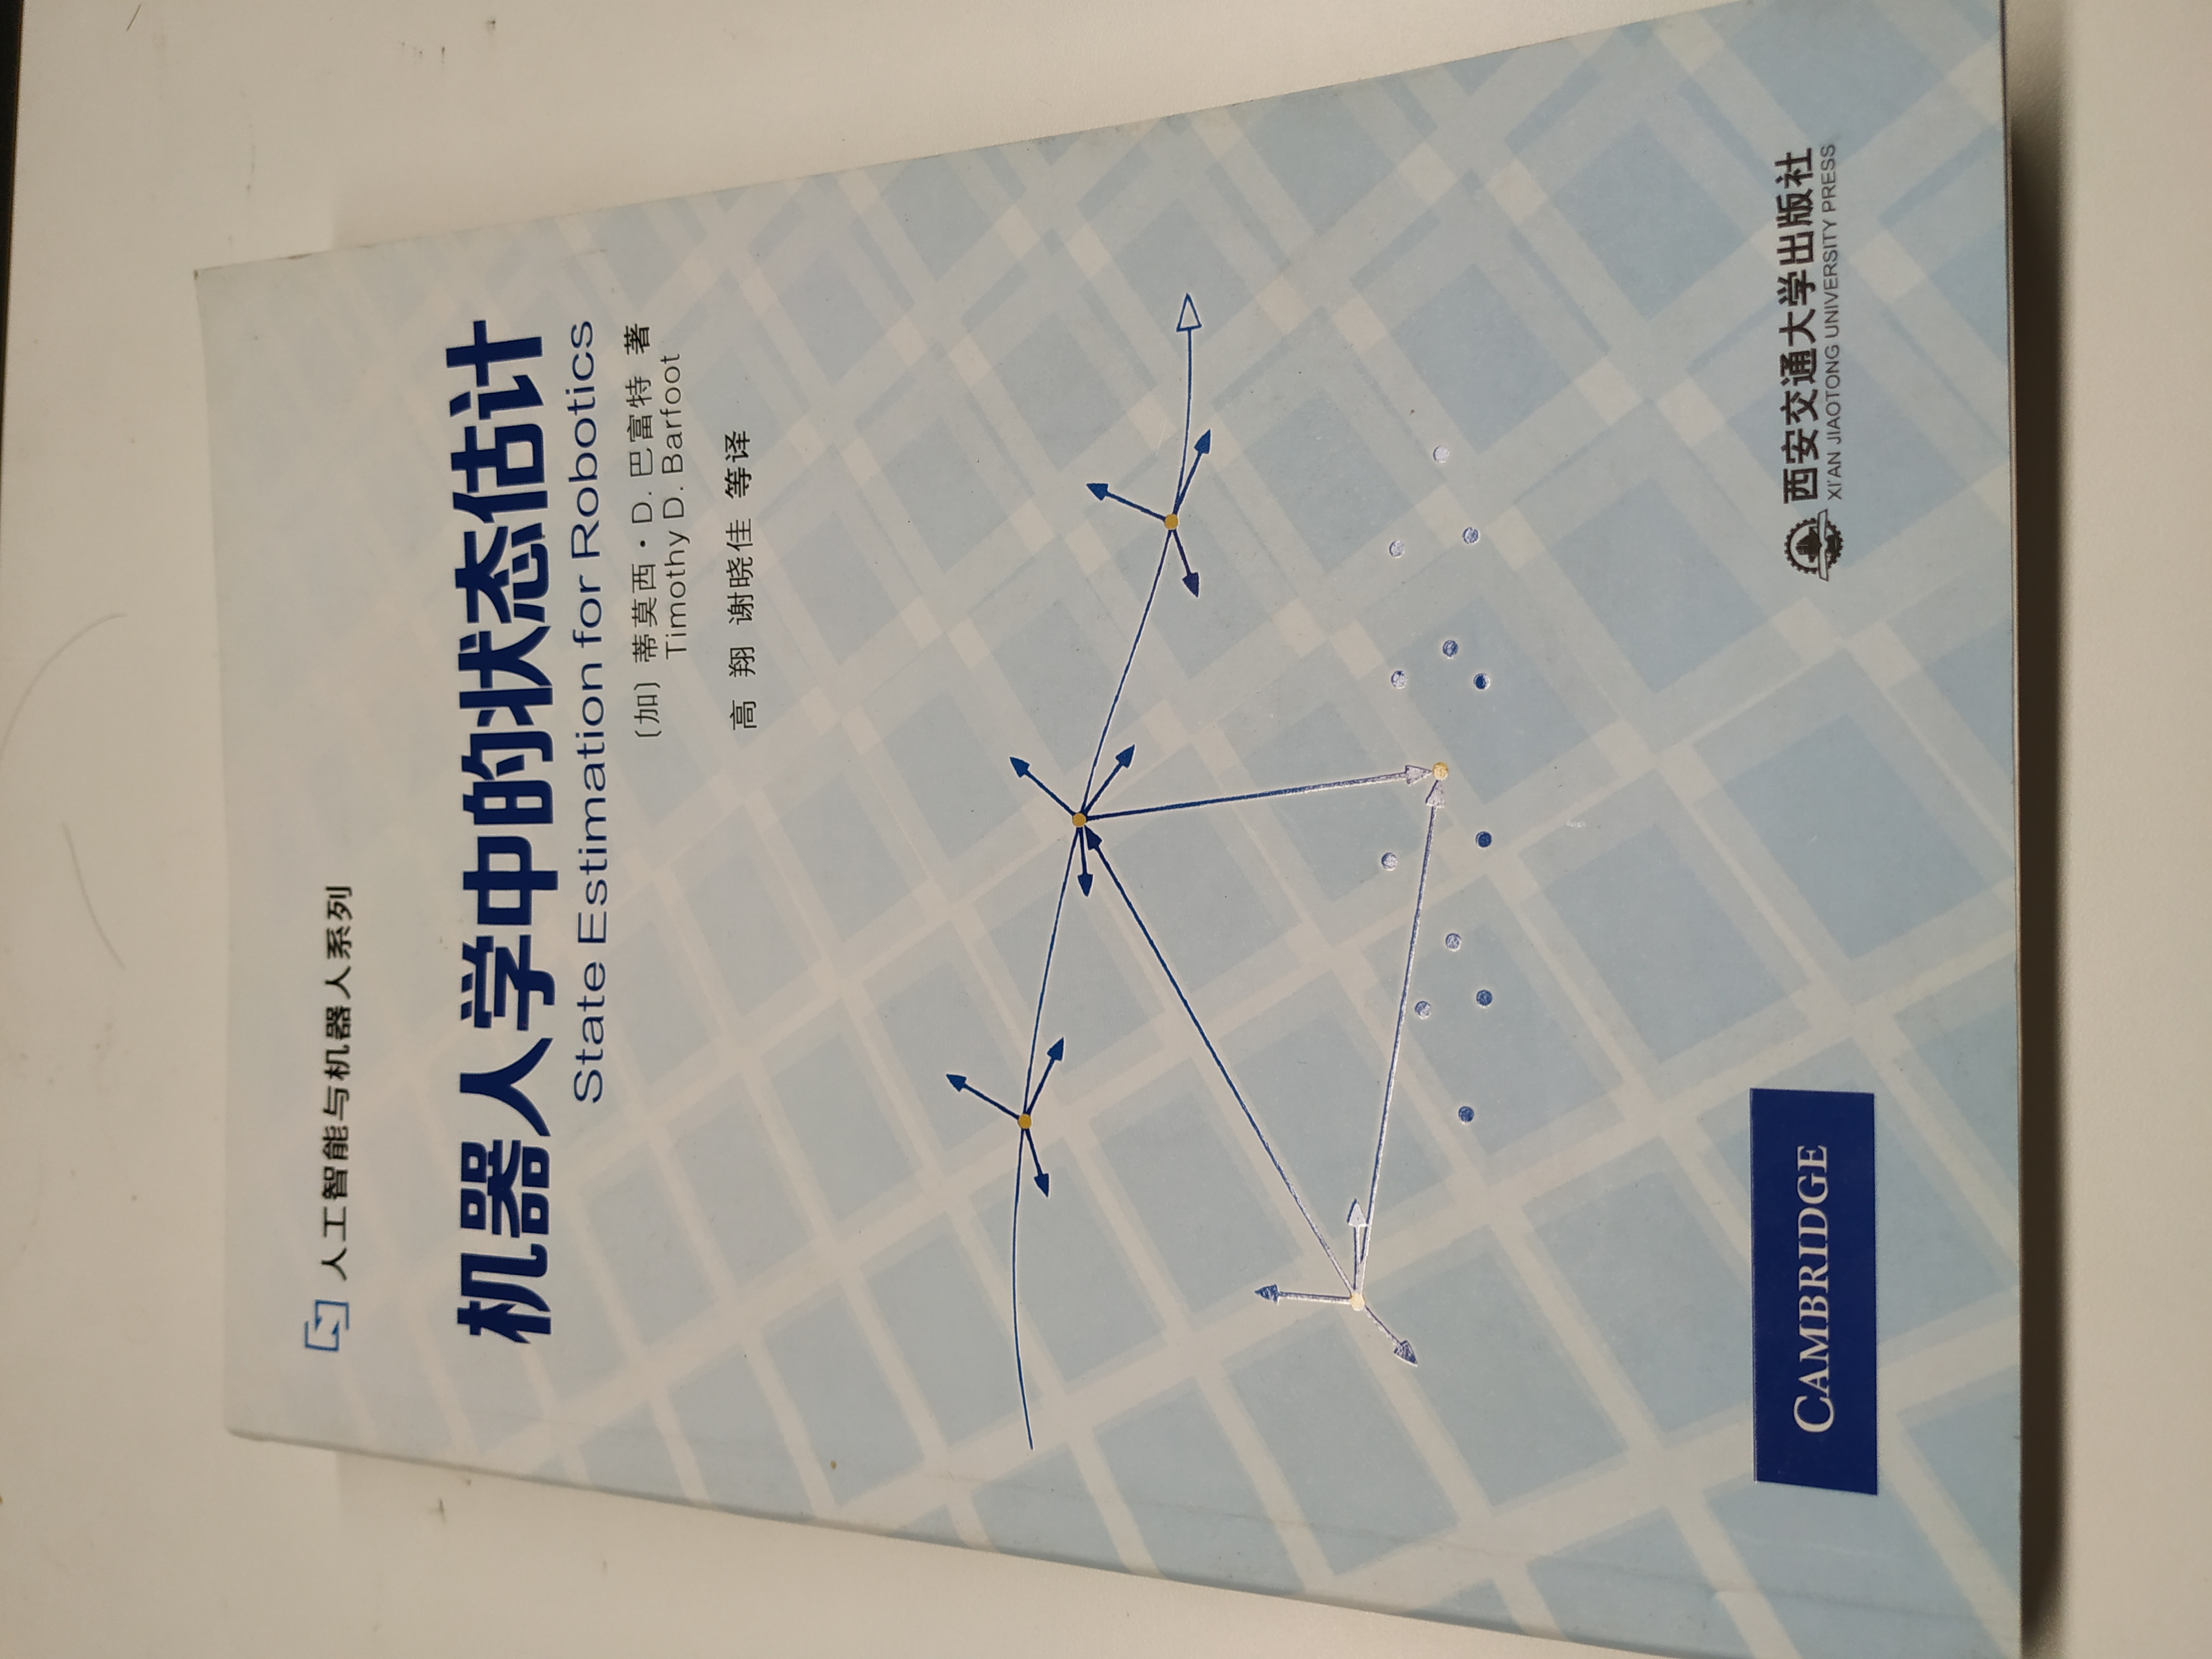 人工智能与机器人系列
机器人学中的状态估计
State Estimation for Robotics
〔加〕蒂莫西·D. 巴富特 著
Timothy D. Barfoot
高 翔 谢晓佳 等译
CAMBRIDGE
西安交通大学出版社
XI'AN JIAOTONG UNIVERSITY PRESS